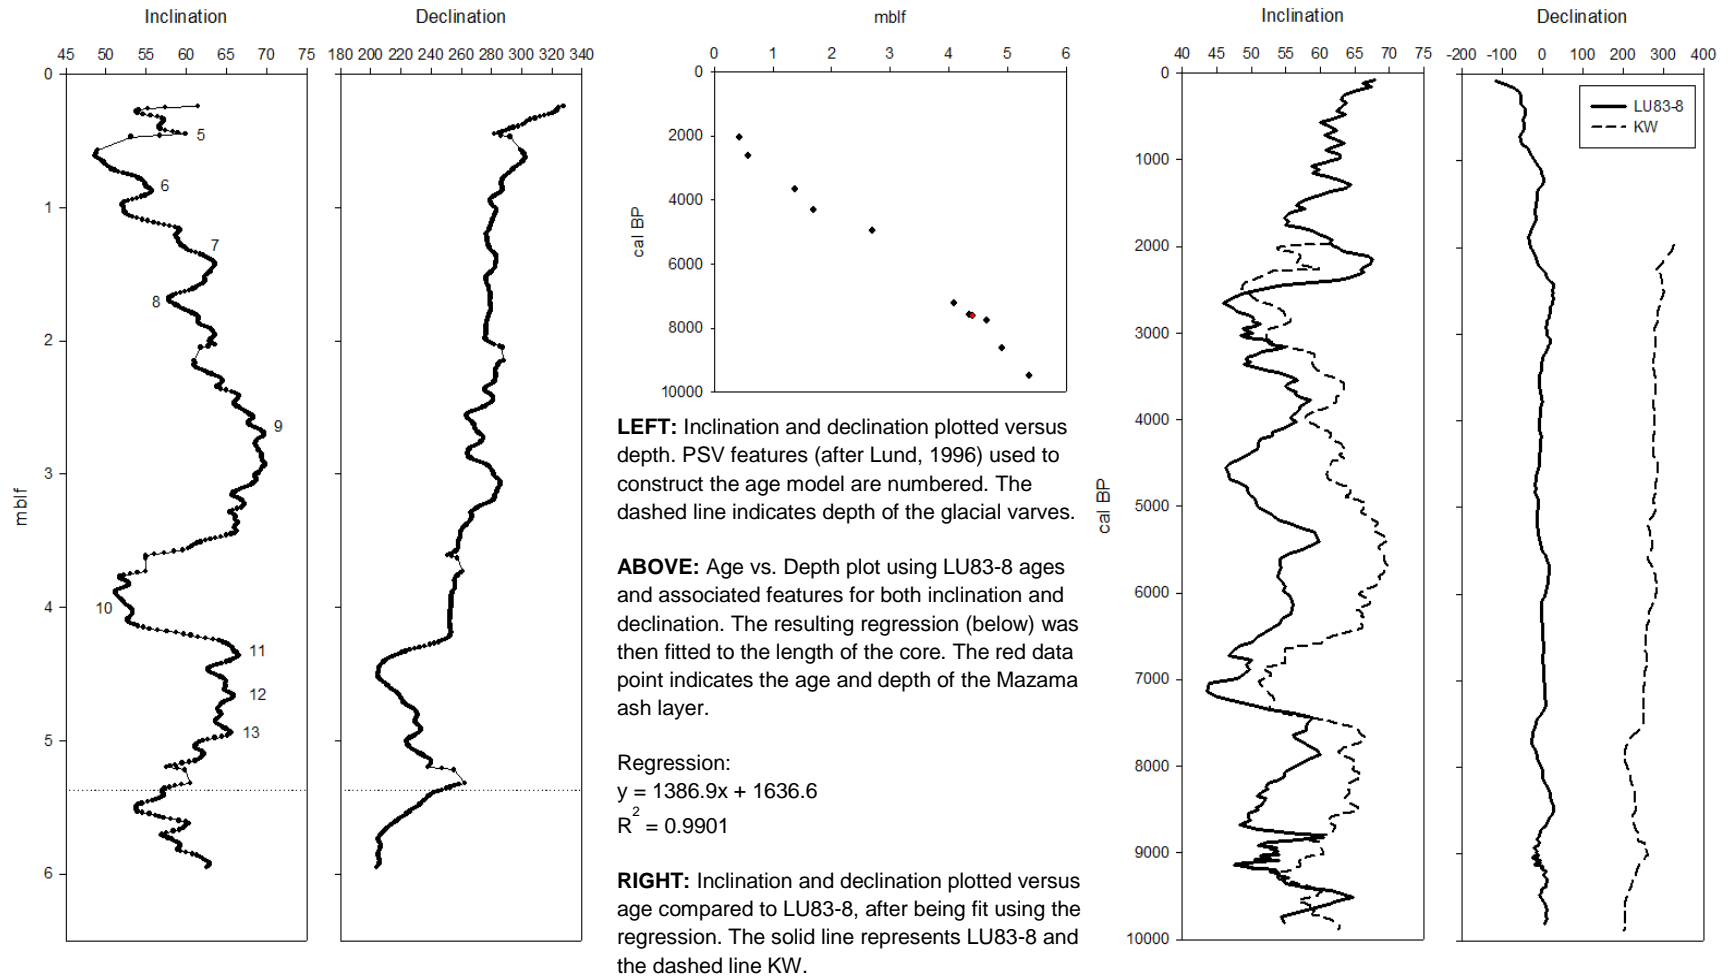 Inclination
Declination
45 55 60 65 70 75
180 200 220 240 260 280 300 320 340
0
1
2
3
4
5
6
mblf
5
6
7
8
9
10
11
12
13
mblf
0 1 2 3 4 5 6
0
2000
4000
6000
8000
10000
cal BP
LEFT: Inclination and declination plotted versus
depth. PSV features (after Lund, 1996) used to
construct the age model are numbered. The
dashed line indicates depth of the glacial varves.
ABOVE: Age vs. Depth plot using LU83-8 ages
and associated features for both inclination and
declination. The resulting regression (below) was
then fitted to the length of the core. The red data
point indicates the age and depth of the Mazama
ash layer.
Regression:
y = 1386.9x + 1636.6
R2 = 0.9901
RIGHT: Inclination and declination plotted versus
age compared to LU83-8, after being fit using the
regression. The solid line represents LU83-8 and
the dashed line KW.
Inclination
Declination
40 45 50 55 60 65 70 75
-200 -100 0 100 200 300 400
0
1000
2000
3000
4000
5000
6000
7000
8000
9000
10000
cal BP
LU83-8
KW